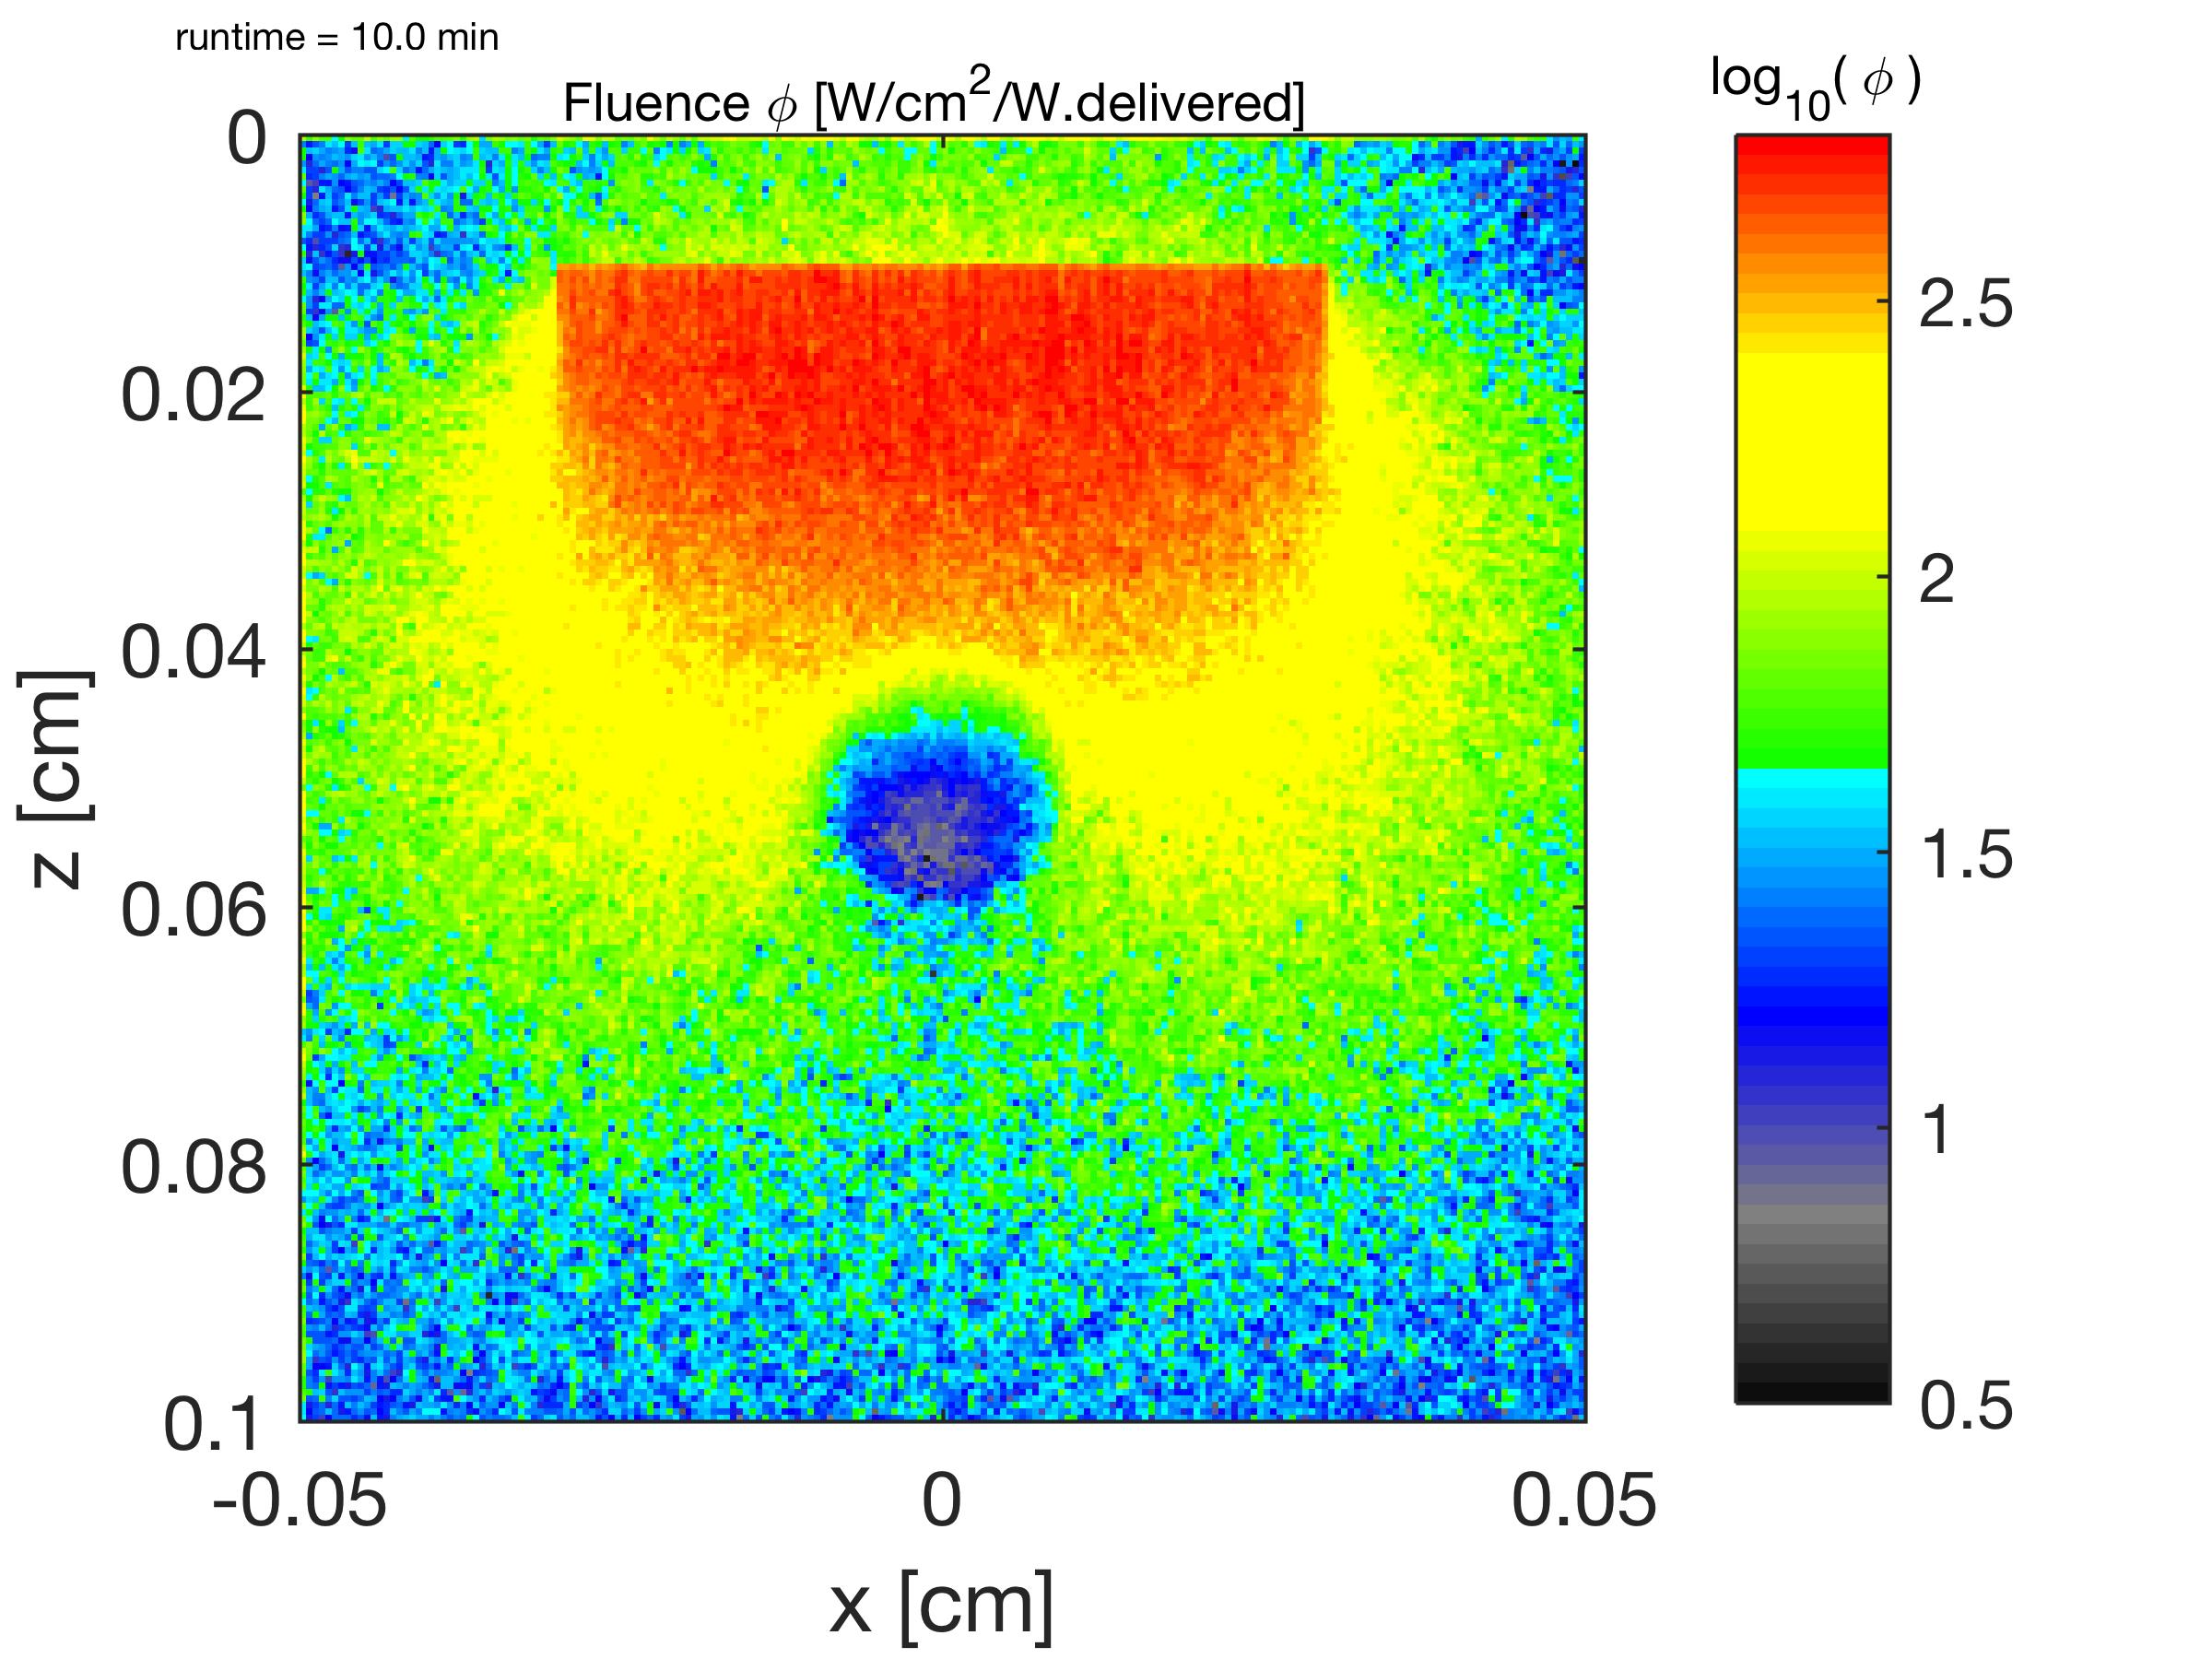 runtime = 10.0 min
Fluence ϕ [W/cm²/W.delivered]
log₁₀( ϕ )
0
0.02
0.04
0.06
0.08
0.1
z [cm]
-0.05 0 0.05
x [cm]
2.5
2
1.5
1
0.5